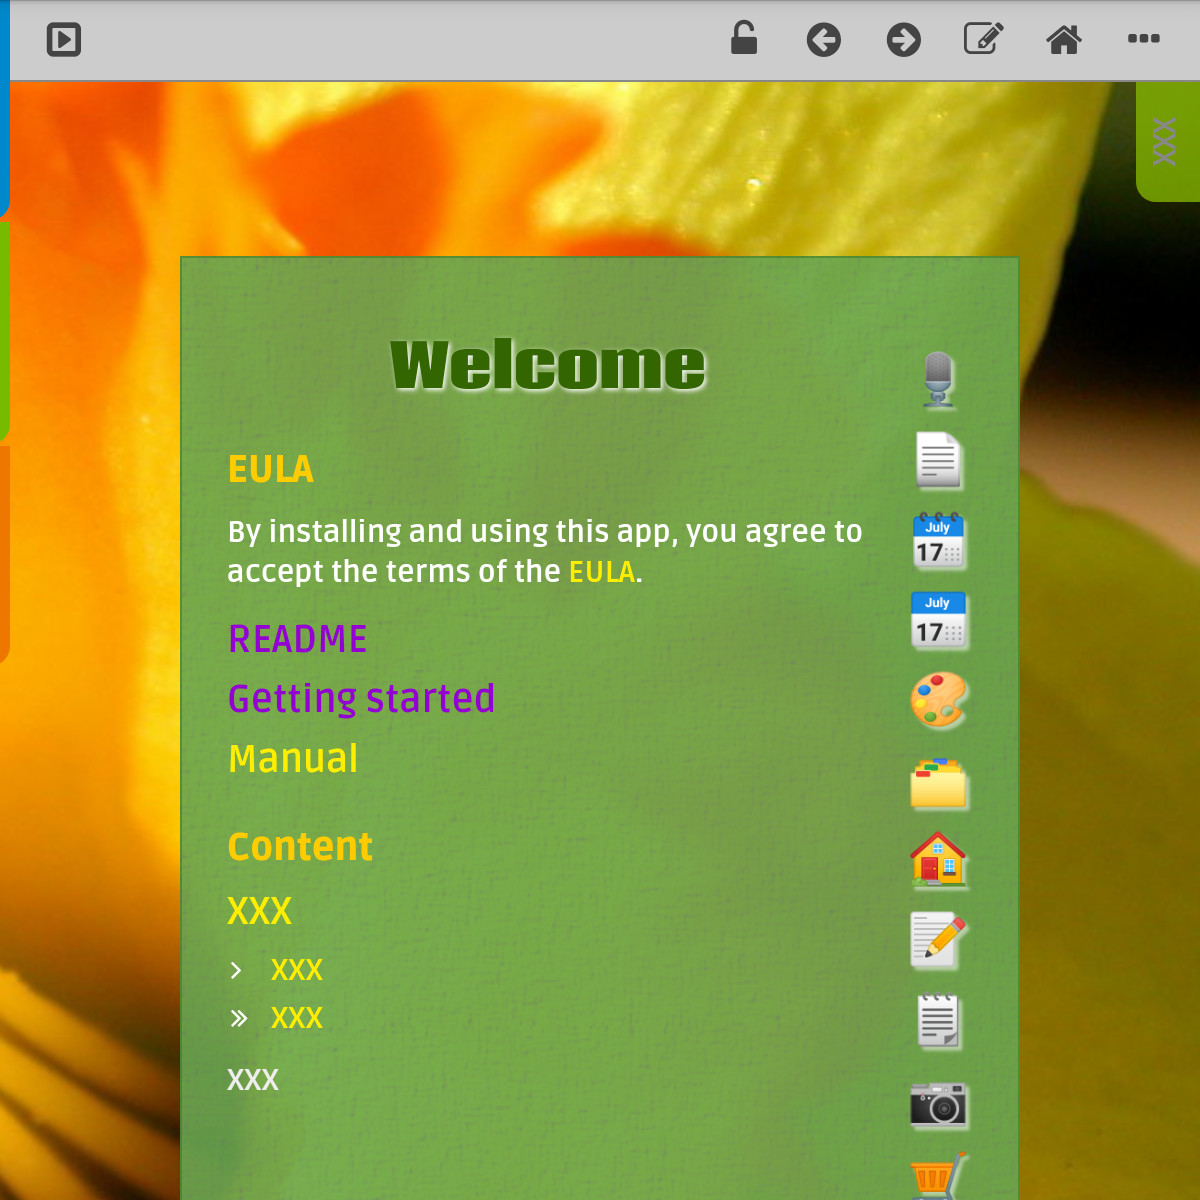 XXX
Welcome
EULA
By installing and using this app, you agree to
accept the terms of the EULA.
README
Getting started
Manual
Content
XXX
› XXX
» XXX
XXX
July
17
July
17